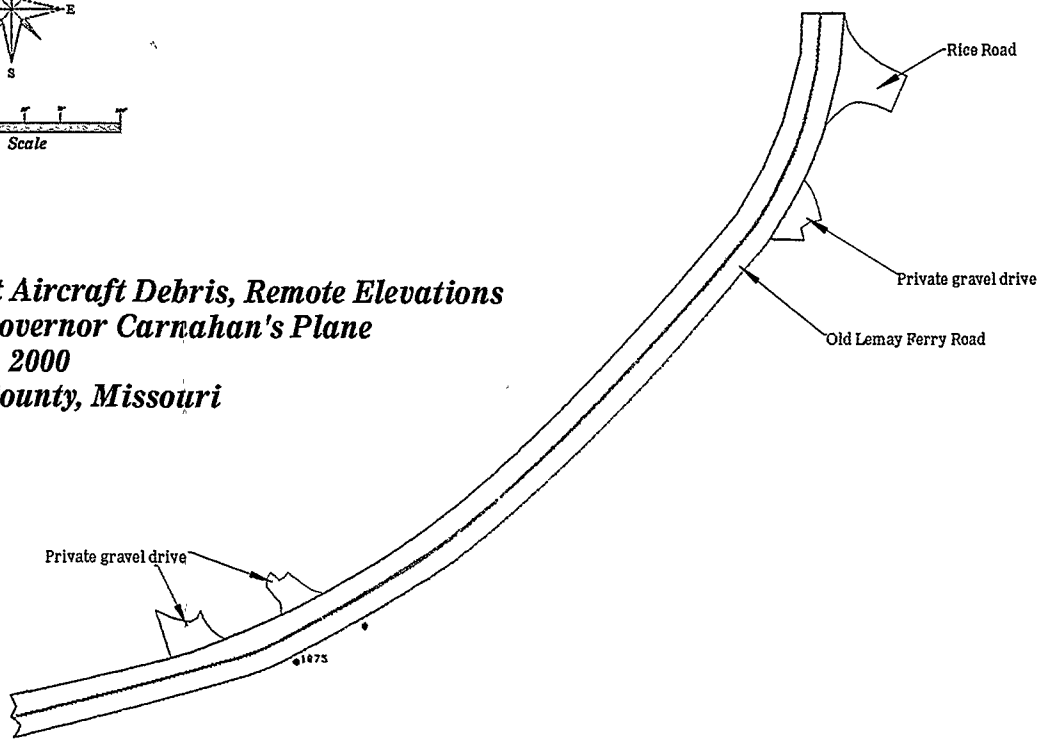 E
S
Scale
Rice Road
Aircraft Debris, Remote Elevations
overnor Carnahan's Plane
2000
ounty, Missouri
Private gravel drive
Old Lemay Ferry Road
Private gravel drive
1873